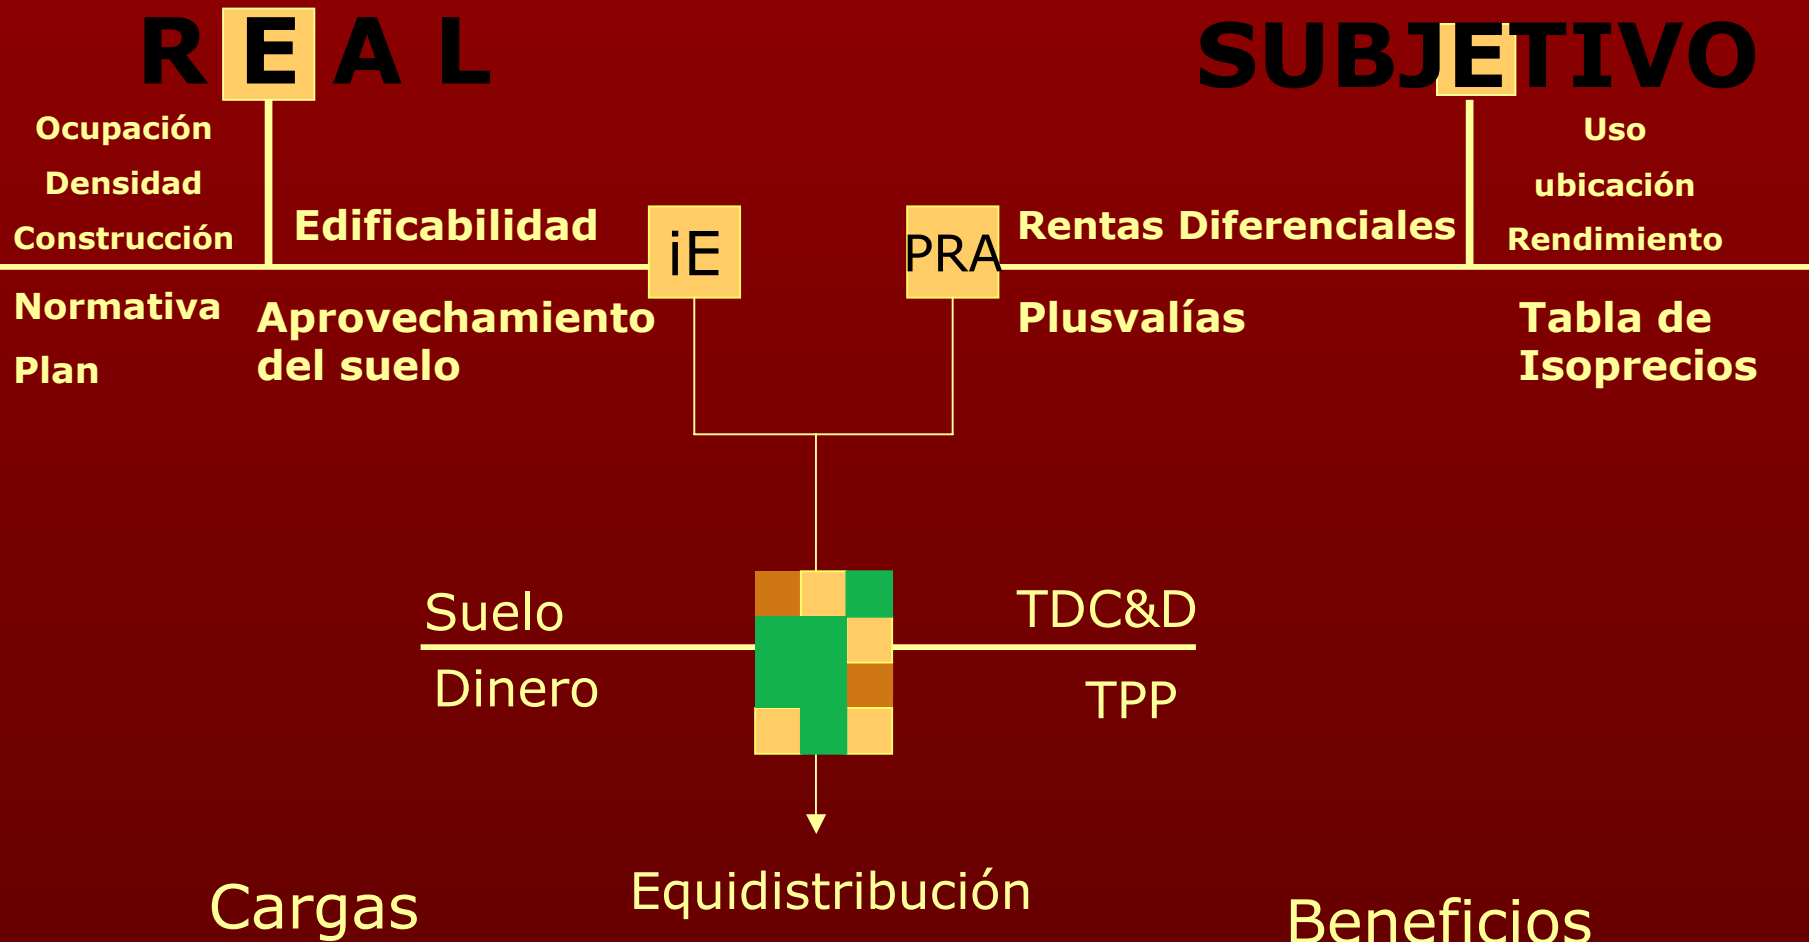 R E A L
SUBJETIVO
Ocupación
Densidad
Construcción
Edificabilidad
iE
PRA
Rentas Diferenciales
Uso
ubicación
Rendimiento
Normativa
Plan
Aprovechamiento
del suelo
Plusvalías
Tabla de
Isoprecios
Suelo
Dinero
TDC&D
TPP
Cargas
Equidistribución
Beneficios